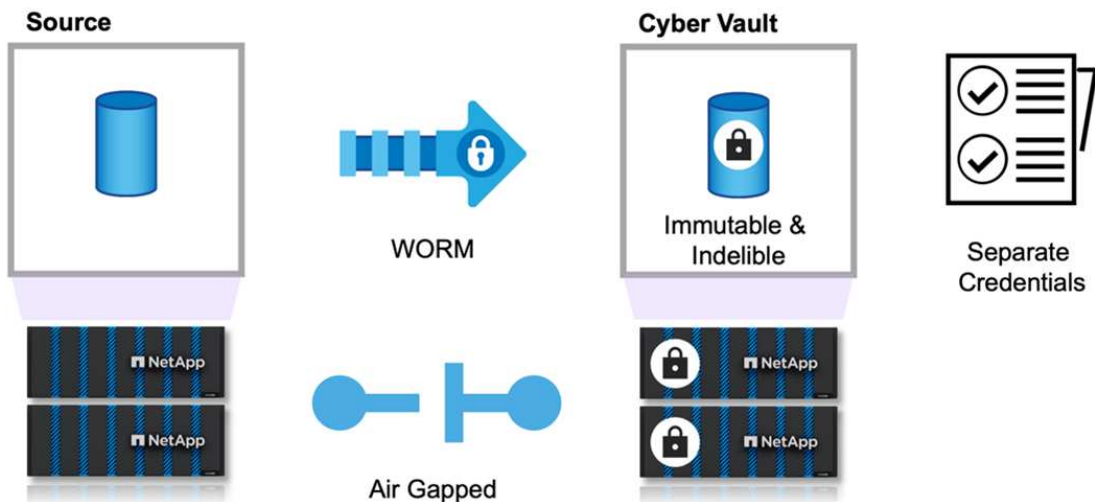 Source
Cyber Vault
WORM
Immutable &
Indelible
Separate
Credentials
NetApp
NetApp
NetApp
NetApp
Air Gapped